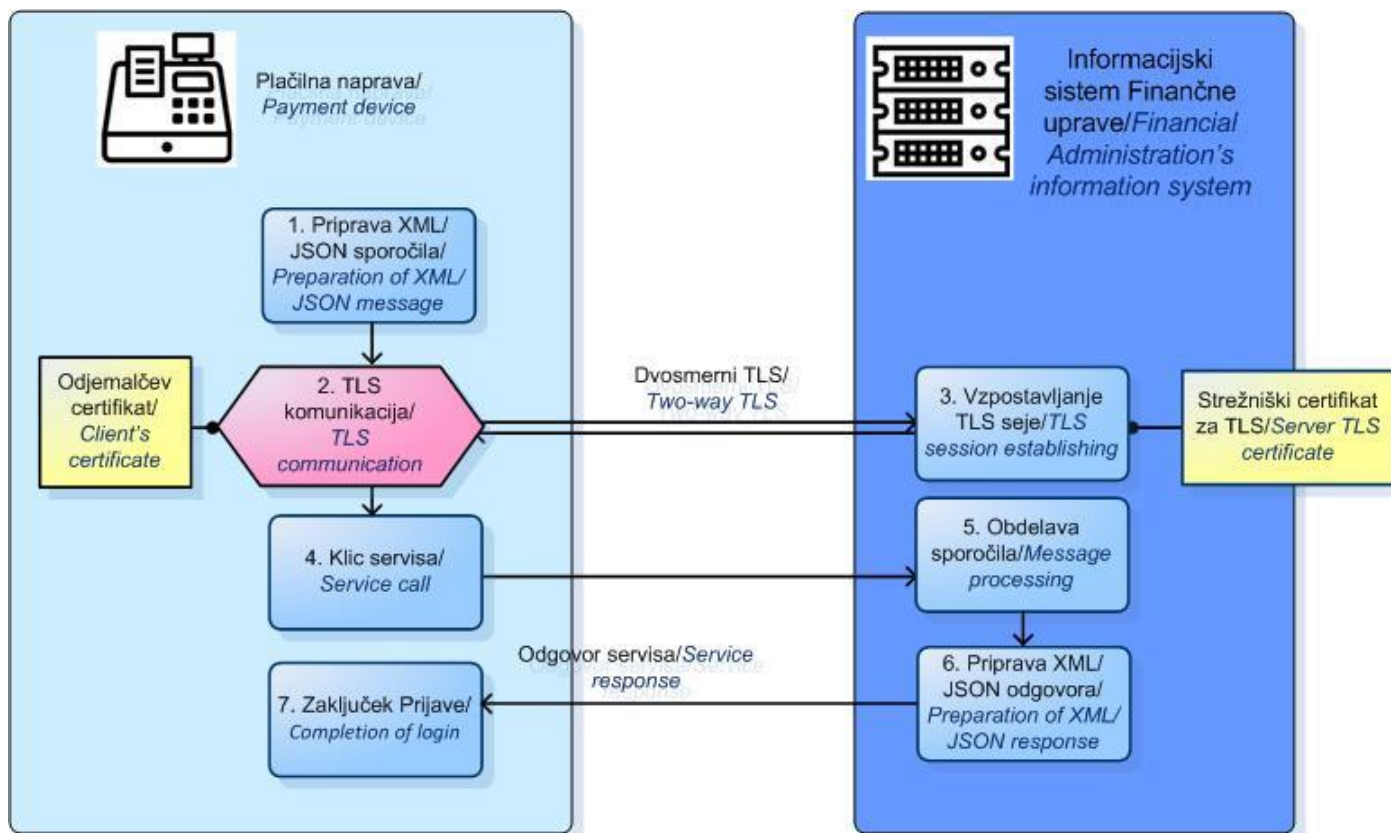 Plačilna naprava/
Payment device
Informacijski
sistem Finančne
uprave/Financial
Administration's
information system
1. Priprava XML/
JSON sporočila/
Preparation of XML/
JSON message
Odjemalčev
certifikat/
Client's
certificate
2. TLS
komunikacija/
TLS
communication
Dvosmerni TLS/
Two-way TLS
3. Vzpostavljanje
TLS seje/TLS
session establishing
Strežniški certifikat
za TLS/Server TLS
certificate
4. Klic servisa/
Service call
5. Obdelava
sporočila/Message
processing
Odgovor servisa/Service
response
6. Priprava XML/
JSON odgovora/
Preparation of XML/
JSON response
7. Zaključek Prijave/
Completion of login